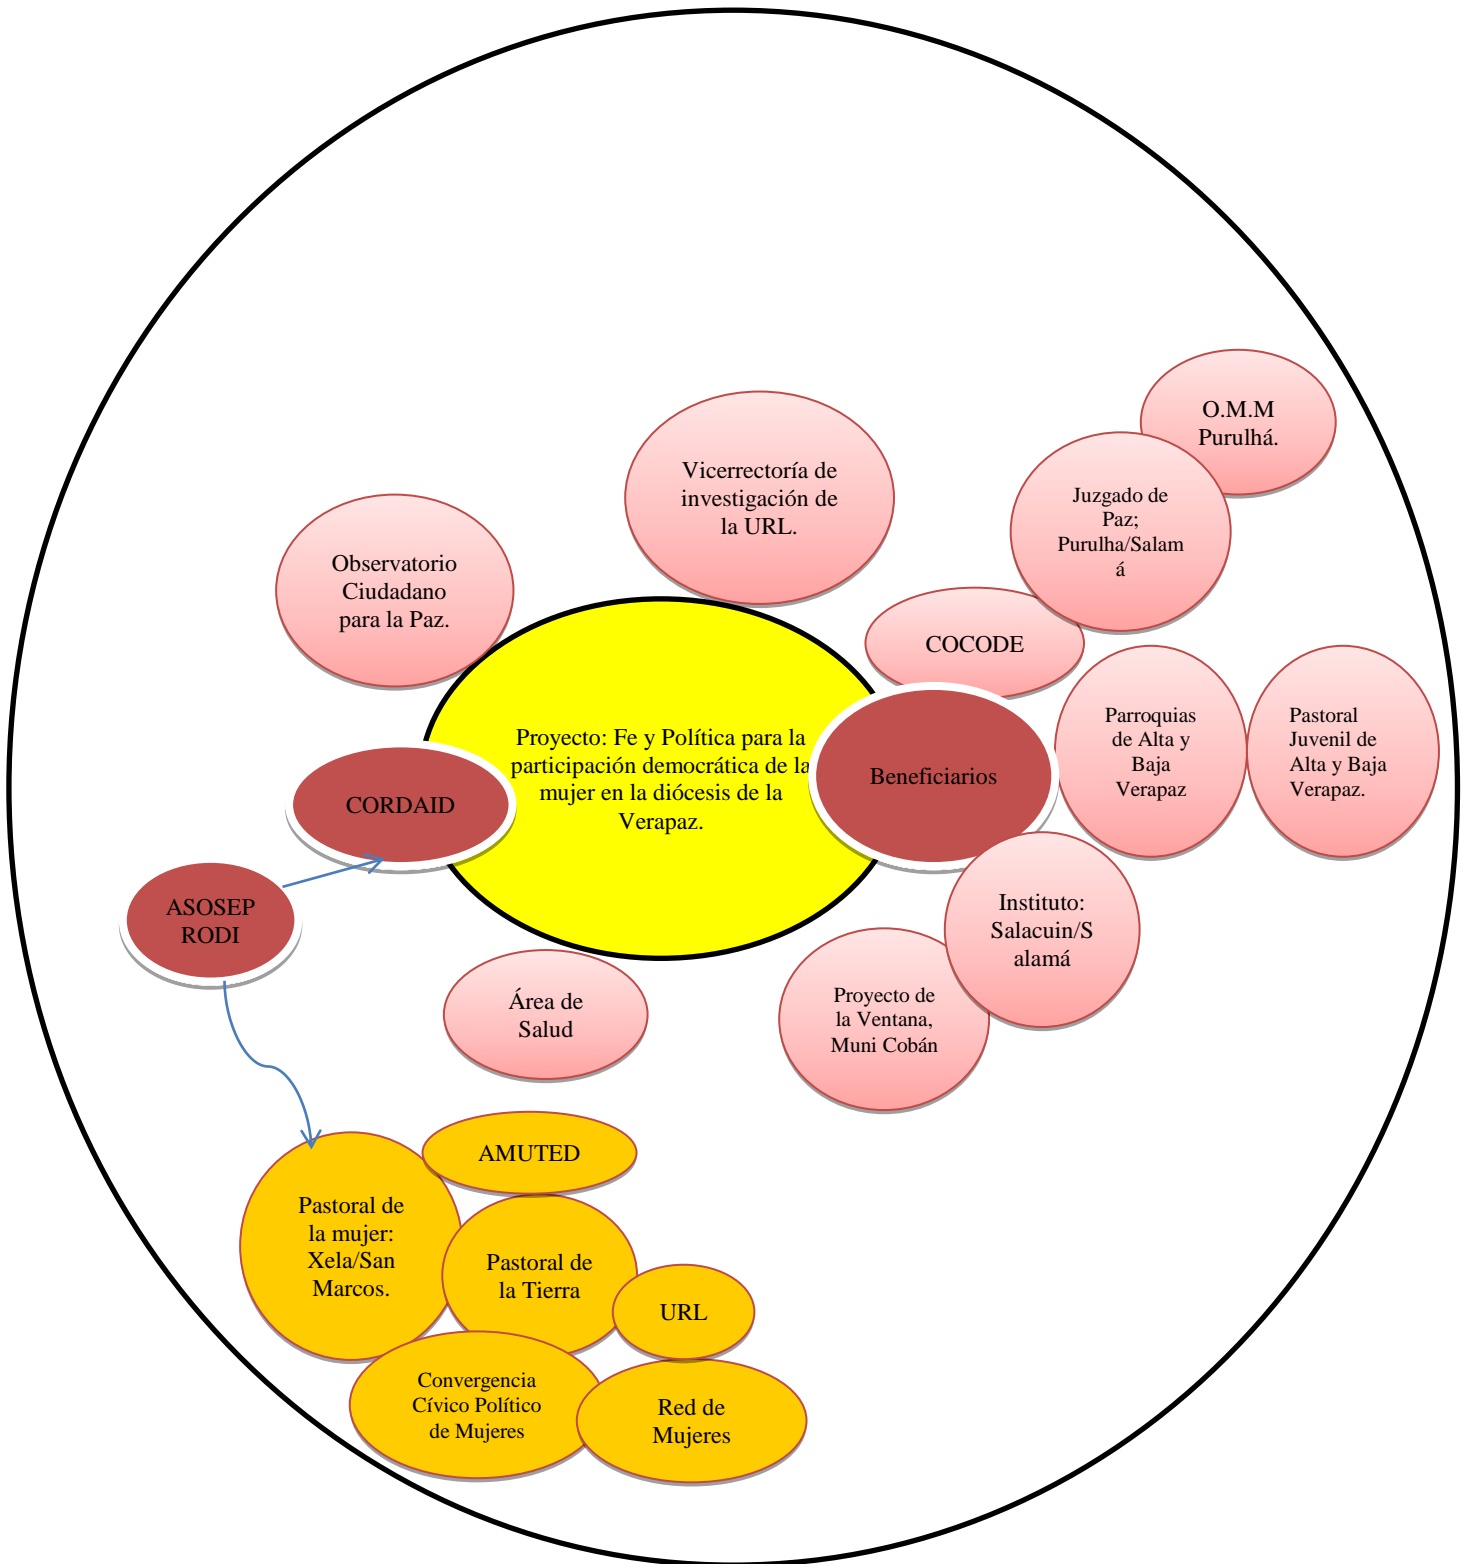 O.M.M
Purulhá.
Vicerrectoría de
investigación de
la URL.
Juzgado de
Paz;
Purulha/Salam
á
Observatorio
Ciudadano
para la Paz.
COCODE
Proyecto: Fe y Política para la
participación democrática de la
mujer en la diócesis de la
Verapaz.
Beneficiarios
Parroquias
de Alta y
Baja
Verapaz
Pastoral
Juvenil de
Alta y Baja
Verapaz.
CORDAID
ASOSEP
RODI
Instituto:
Salacuin/S
alamá
Área de
Salud
Proyecto de
la Ventana,
Muni Cobán
AMUTED
Pastoral de
la mujer:
Xela/San
Marcos.
Pastoral de
la Tierra
URL
Convergencia
Cívico Político
de Mujeres
Red de
Mujeres